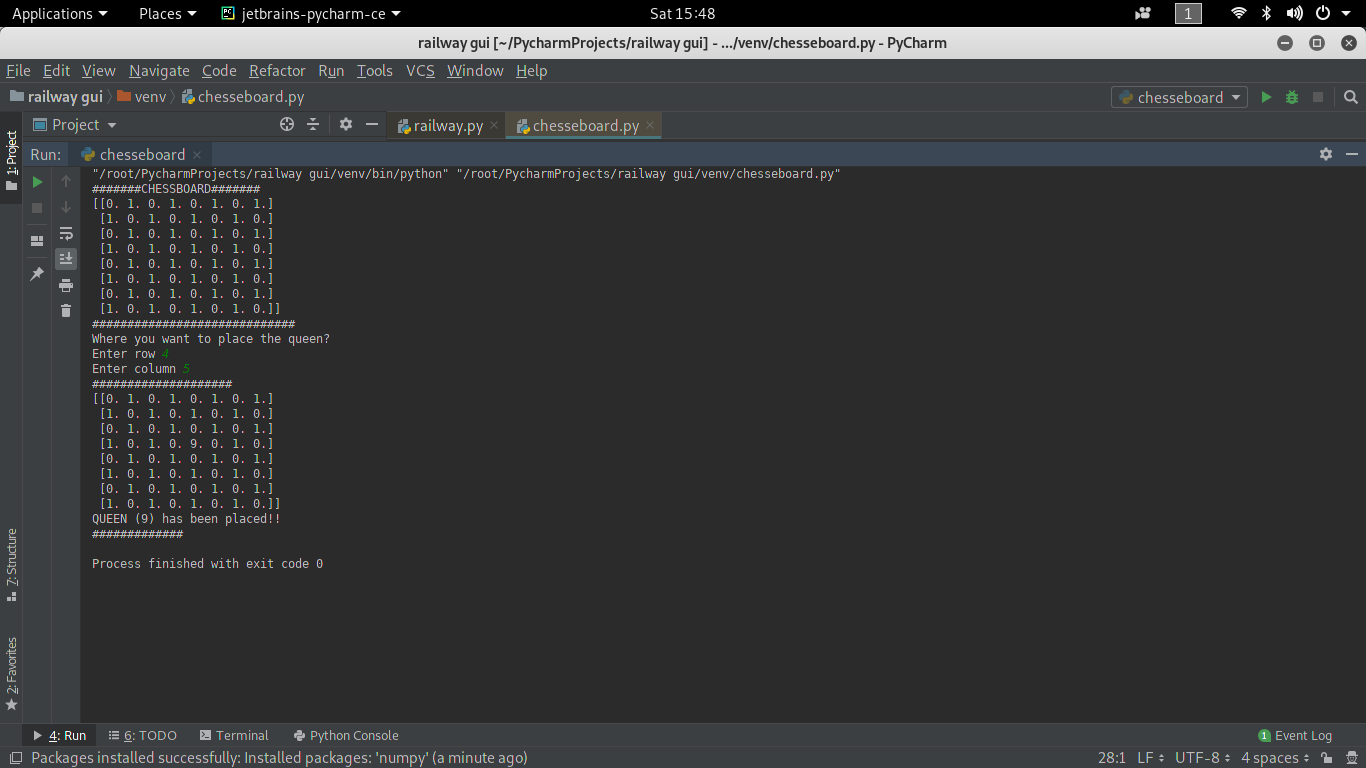 Applications Places jetbrains-pycharm-ce Sat 15:48 1
railway gui [~/PycharmProjects/railway gui] - .../venv/chesseboard.py - PyCharm
File Edit View Navigate Code Refactor Run Tools VCS Window Help
railway gui venv chesseboard.py chesseboard
1: Project
Project railway.py chesseboard.py
Run: chesseboard
"/root/PycharmProjects/railway gui/venv/bin/python" "/root/PycharmProjects/railway gui/venv/chesseboard.py"
#######CHESSBOARD#######
[[0. 1. 0. 1. 0. 1. 0. 1.]
[1. 0. 1. 0. 1. 0. 1. 0.]
[0. 1. 0. 1. 0. 1. 0. 1.]
[1. 0. 1. 0. 1. 0. 1. 0.]
[0. 1. 0. 1. 0. 1. 0. 1.]
[1. 0. 1. 0. 1. 0. 1. 0.]
[0. 1. 0. 1. 0. 1. 0. 1.]
[1. 0. 1. 0. 1. 0. 1. 0.]]
#############################
Where you want to place the queen?
Enter row 4
Enter column 5
####################
[[0. 1. 0. 1. 0. 1. 0. 1.]
[1. 0. 1. 0. 1. 0. 1. 0.]
[0. 1. 0. 1. 0. 1. 0. 1.]
[1. 0. 1. 0. 9. 0. 1. 0.]
[0. 1. 0. 1. 0. 1. 0. 1.]
[1. 0. 1. 0. 1. 0. 1. 0.]
[0. 1. 0. 1. 0. 1. 0. 1.]
[1. 0. 1. 0. 1. 0. 1. 0.]]
QUEEN (9) has been placed!!
#############
Process finished with exit code 0
7: Structure
2: Favorites
4: Run 6: TODO Terminal Python Console 1 Event Log
Packages installed successfully: Installed packages: 'numpy' (a minute ago) 28:1 LF UTF-8 4 spaces